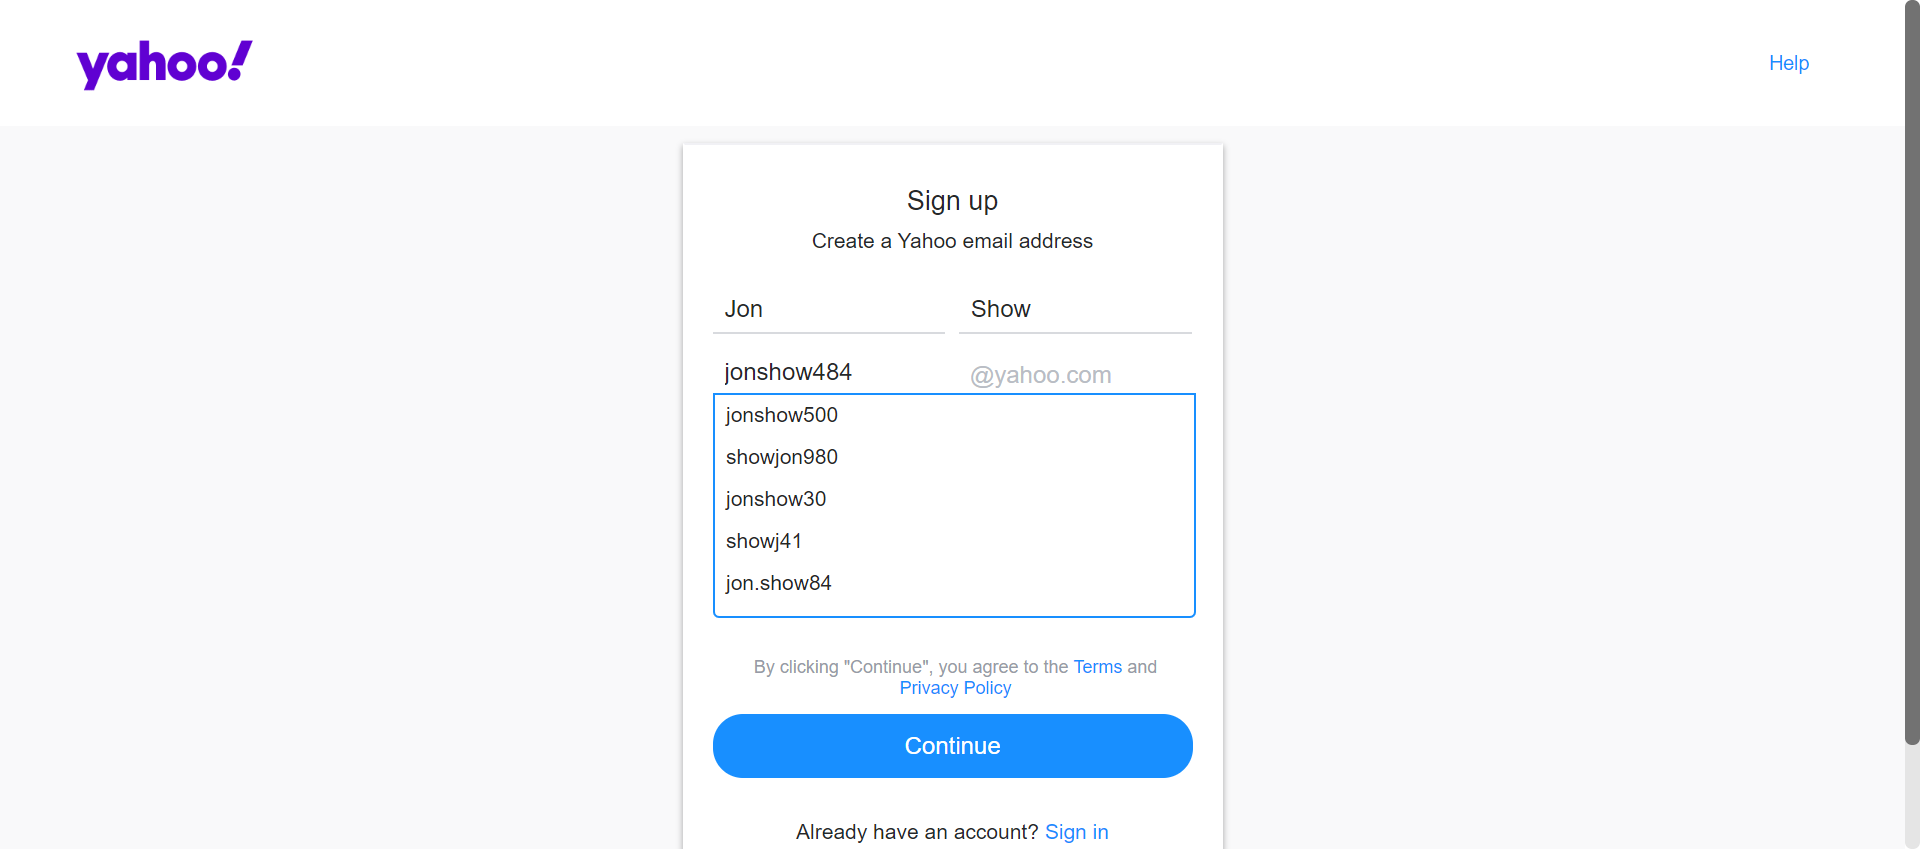 yahoo!
Help
Sign up
Create a Yahoo email address
Jon Show
jonshow484 @yahoo.com
jonshow500
showjon980
jonshow30
showj41
jon.show84
By clicking "Continue", you agree to the Terms and
Privacy Policy
Continue
Already have an account? Sign in